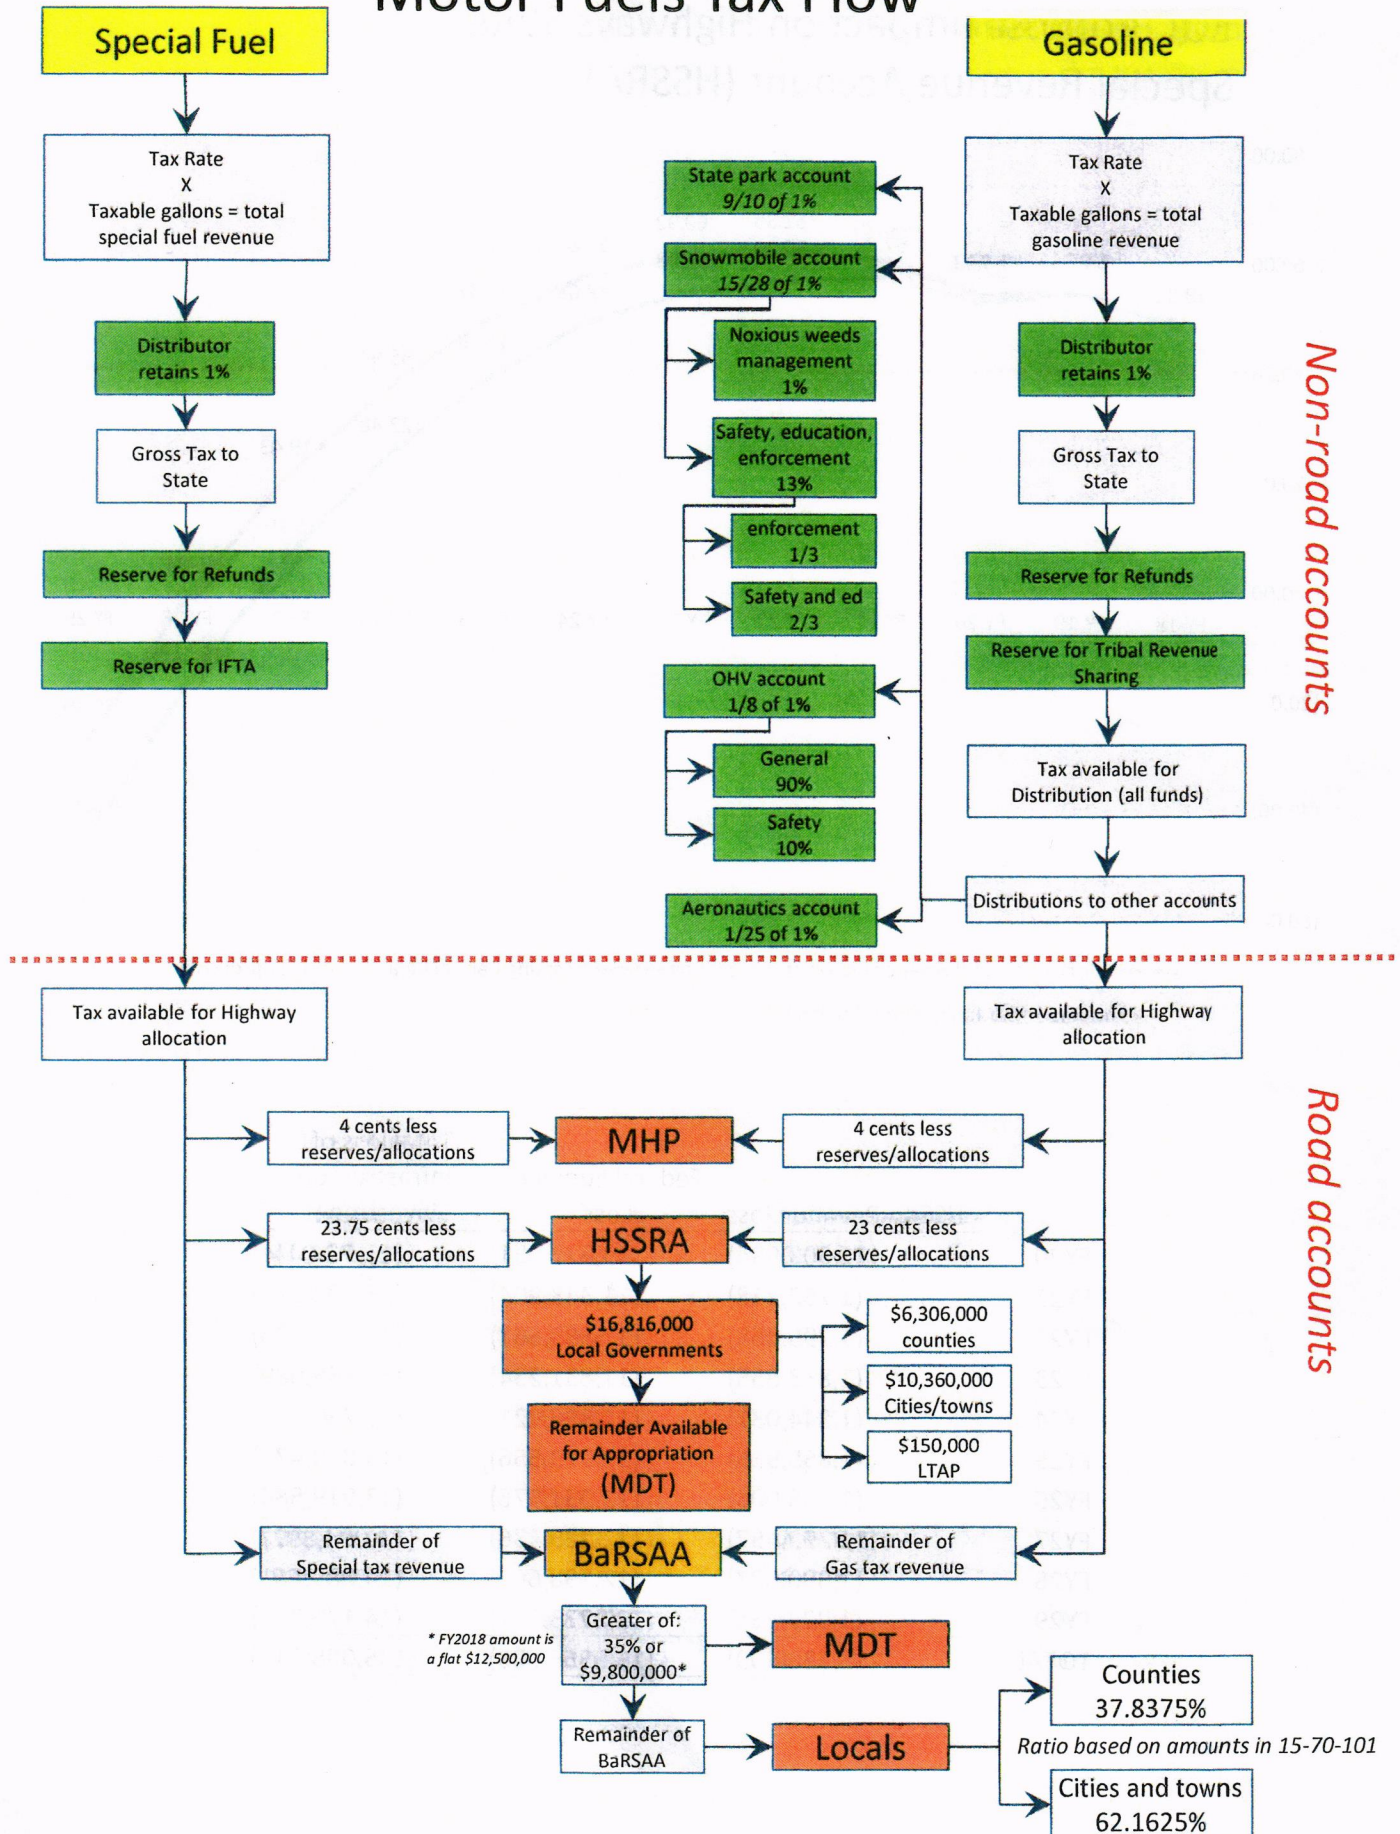 Motor Fuels Tax Flow
Special Fuel
Tax Rate
X
Taxable gallons = total
special fuel revenue
Distributor
retains 1%
Gross Tax to
State
Reserve for Refunds
Reserve for IFTA
State park account
9/10 of 1%
Snowmobile account
15/28 of 1%
Noxious weeds
management
1%
Safety, education,
enforcement
13%
enforcement
1/3
Safety and ed
2/3
OHV account
1/8 of 1%
General
90%
Safety
10%
Aeronautics account
1/25 of 1%
Gasoline
Tax Rate
X
Taxable gallons = total
gasoline revenue
Distributor
retains 1%
Gross Tax to
State
Reserve for Refunds
Reserve for Tribal Revenue
Sharing
Tax available for
Distribution (all funds)
Distributions to other accounts
Non-road accounts
Tax available for Highway
allocation
Tax available for Highway
allocation
4 cents less
reserves/allocations
MHP
4 cents less
reserves/allocations
23.75 cents less
reserves/allocations
HSSRA
23 cents less
reserves/allocations
$16,816,000
Local Governments
$6,306,000
counties
$10,360,000
Cities/towns
$150,000
LTAP
Remainder Available
for Appropriation
(MDT)
Road accounts
Remainder of
Special tax revenue
BaRSAA
Remainder of
Gas tax revenue
* FY2018 amount is
a flat $12,500,000
Greater of:
35% or
$9,800,000*
MDT
Remainder of
BaRSAA
Locals
Counties
37.8375%
Ratio based on amounts in 15-70-101
Cities and towns
62.1625%